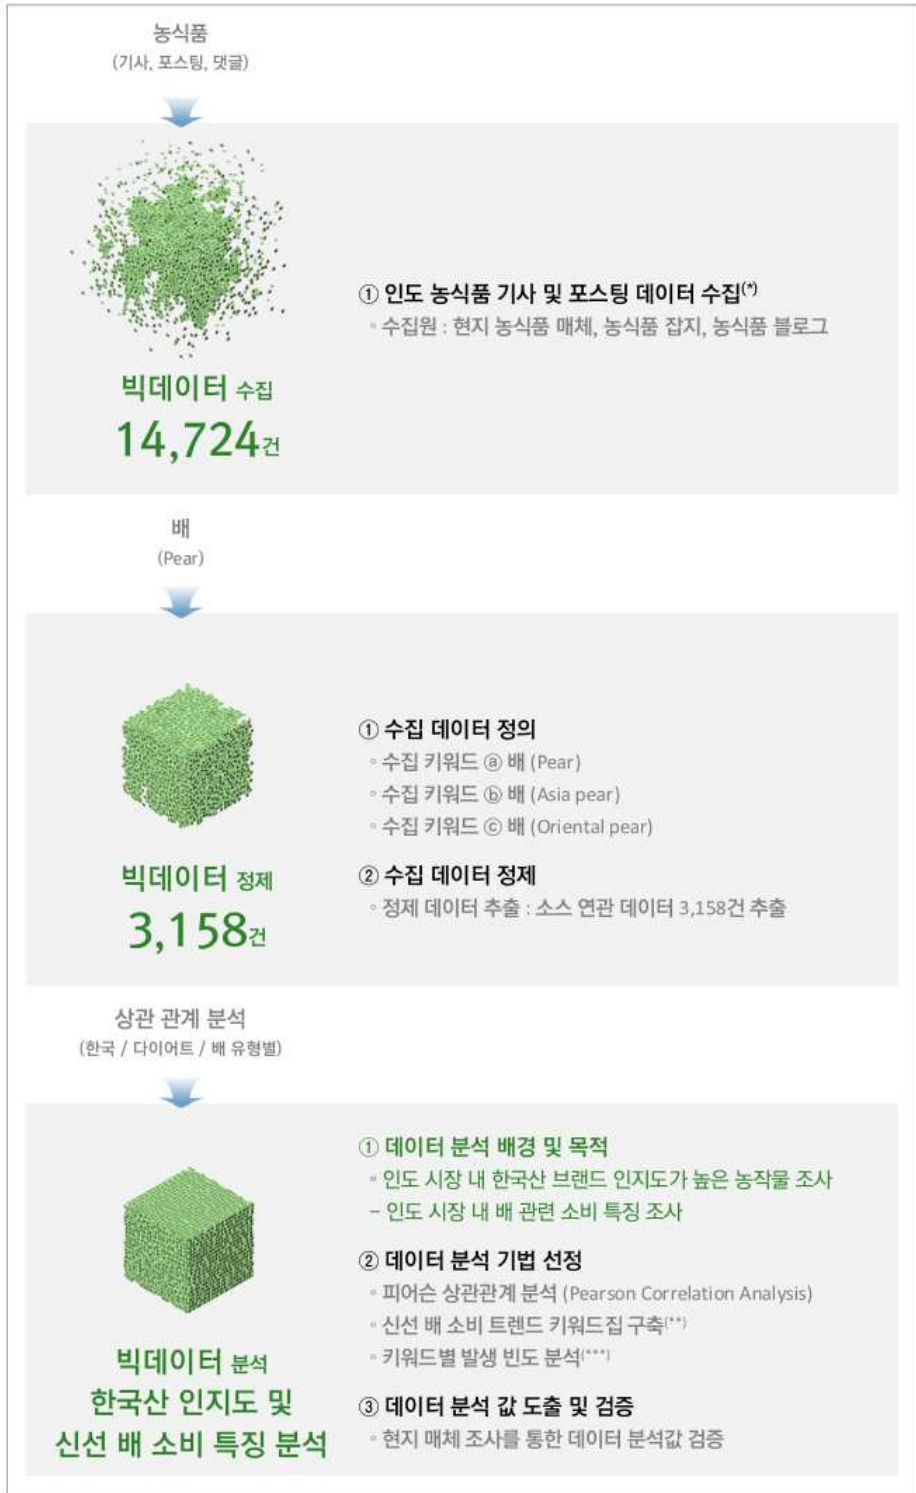 농식품
(기사, 포스팅, 댓글)
빅데이터 수집
14,724건
① 인도 농식품 기사 및 포스팅 데이터 수집(*)
◦ 수집원 : 현지 농식품 매체, 농식품 잡지, 농식품 블로그
배
(Pear)
빅데이터 정제
3,158건
① 수집 데이터 정의
◦ 수집 키워드 ⓐ 배 (Pear)
◦ 수집 키워드 ⓑ 배 (Asia pear)
◦ 수집 키워드 ⓒ 배 (Oriental pear)
② 수집 데이터 정제
◦ 정제 데이터 추출 : 소스 연관 데이터 3,158건 추출
상관 관계 분석
(한국 / 다이어트 / 배 유형별)
빅데이터 분석
한국산 인지도 및
신선 배 소비 특징 분석
① 데이터 분석 배경 및 목적
◦ 인도 시장 내 한국산 브랜드 인지도가 높은 농작물 조사
– 인도 시장 내 배 관련 소비 특징 조사
② 데이터 분석 기법 선정
◦ 피어슨 상관관계 분석 (Pearson Correlation Analysis)
◦ 신선 배 소비 트렌드 키워드집 구축(**)
◦ 키워드별 발생 빈도 분석(***)
③ 데이터 분석 값 도출 및 검증
◦ 현지 매체 조사를 통한 데이터 분석값 검증